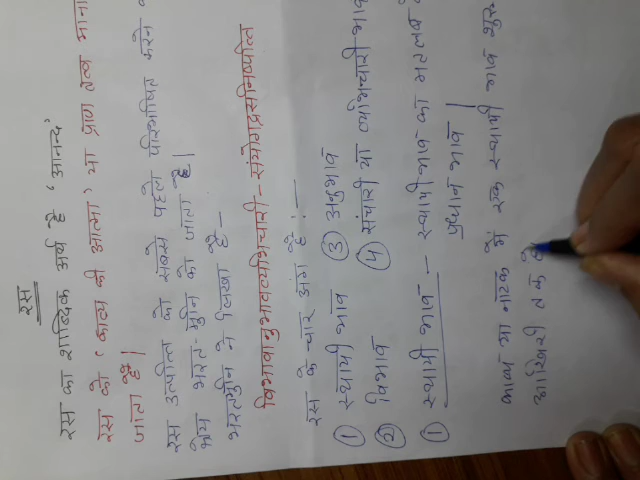 रस
रस का शाब्दिक अर्थ है 'आनन्द'
रस को 'काव्य की आत्मा' या प्राण तत्व माना
जाता है।
रस उत्पत्ति को सबसे पहले परिभाषित करने
श्रेय भरत-मुनि को जाता है।
भरतमुनि ने लिखा है -
विभावानुभावव्यभिचारी-संयोगाद्रसनिष्पत्ति
रस के चार अंग है :-
① स्थायी भाव ③ अनुभाव
② विभाव ④ संचारी या व्यभिचारी भाव
① स्थायी भाव - स्थायी भाव का मतलब
प्रधान भाव।
काव्य या नाटक में एक स्थायी भाव शुरू
आखिरी तक